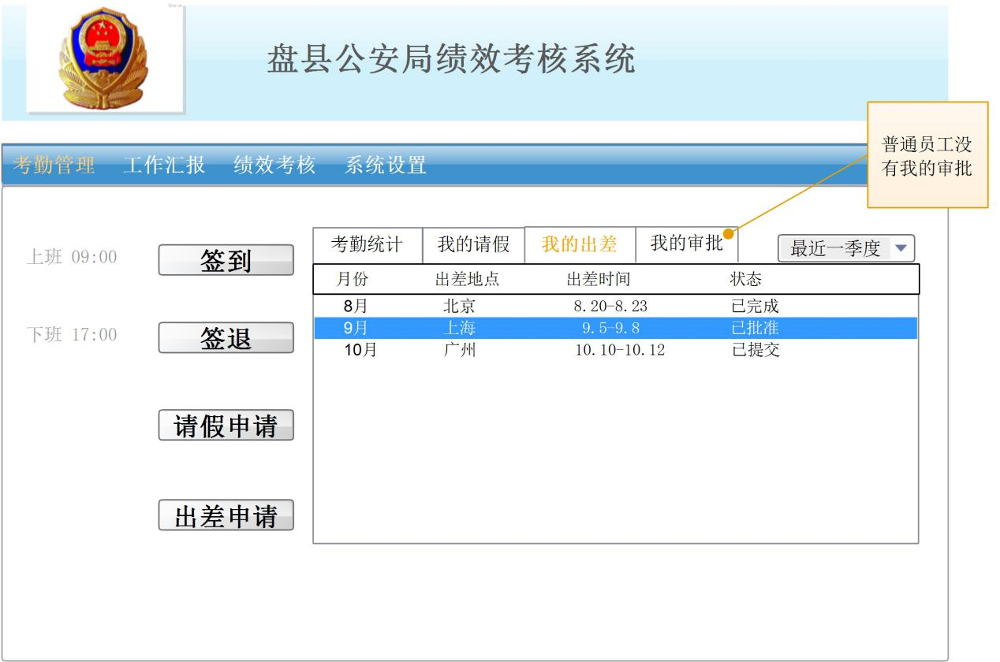 盘县公安局绩效考核系统
普通员工没
有我的审批
考勤管理 工作汇报 绩效考核 系统设置
考勤统计 我的请假 我的出差 我的审批 最近一季度
上班 09:00 签到
月份 出差地点 出差时间 状态
8月 北京 8.20-8.23 已完成
9月 上海 9.5-9.8 已批准
下班 17:00 签退
10月 广州 10.10-10.12 已提交
请假申请
出差申请